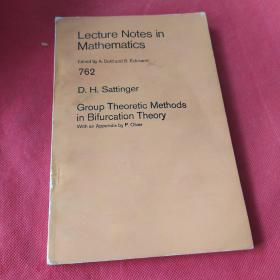 Lecture Notes in
Mathematics
Edited by A. Dold and B. Eckmann
762
D. H. Sattinger
Group Theoretic Methods
in Bifurcation Theory
With an Appendix by P. Olver